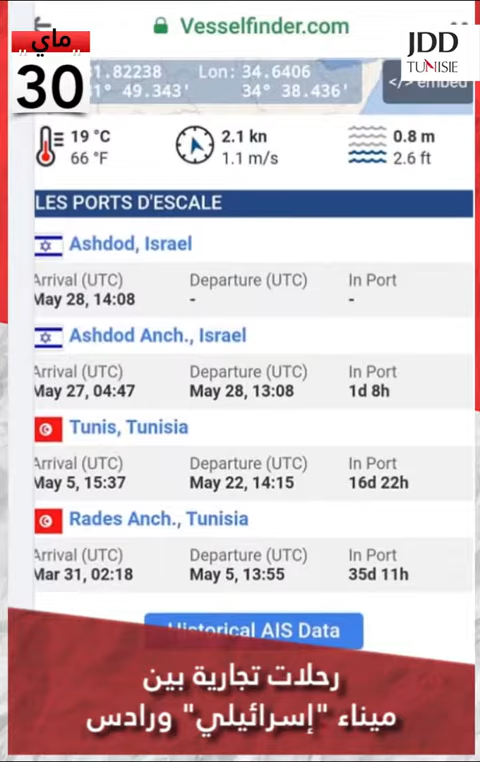 Vesselfinder.com
JDD
TUNISIE
ماي
30
31.82238 Lon: 34.6406
31° 49.343' 34° 38.436'
</> embed
19 °C 2.1 kn 0.8 m
66 °F 1.1 m/s 2.6 ft
LES PORTS D'ESCALE
Ashdod, Israel
Arrival (UTC) Departure (UTC) In Port
May 28, 14:08 - -
Ashdod Anch., Israel
Arrival (UTC) Departure (UTC) In Port
May 27, 04:47 May 28, 13:08 1d 8h
Tunis, Tunisia
Arrival (UTC) Departure (UTC) In Port
May 5, 15:37 May 22, 14:15 16d 22h
Rades Anch., Tunisia
Arrival (UTC) Departure (UTC) In Port
Mar 31, 02:18 May 5, 13:55 35d 11h
Historical AIS Data
رحلات تجارية بين
ميناء "إسرائيلي" ورادس